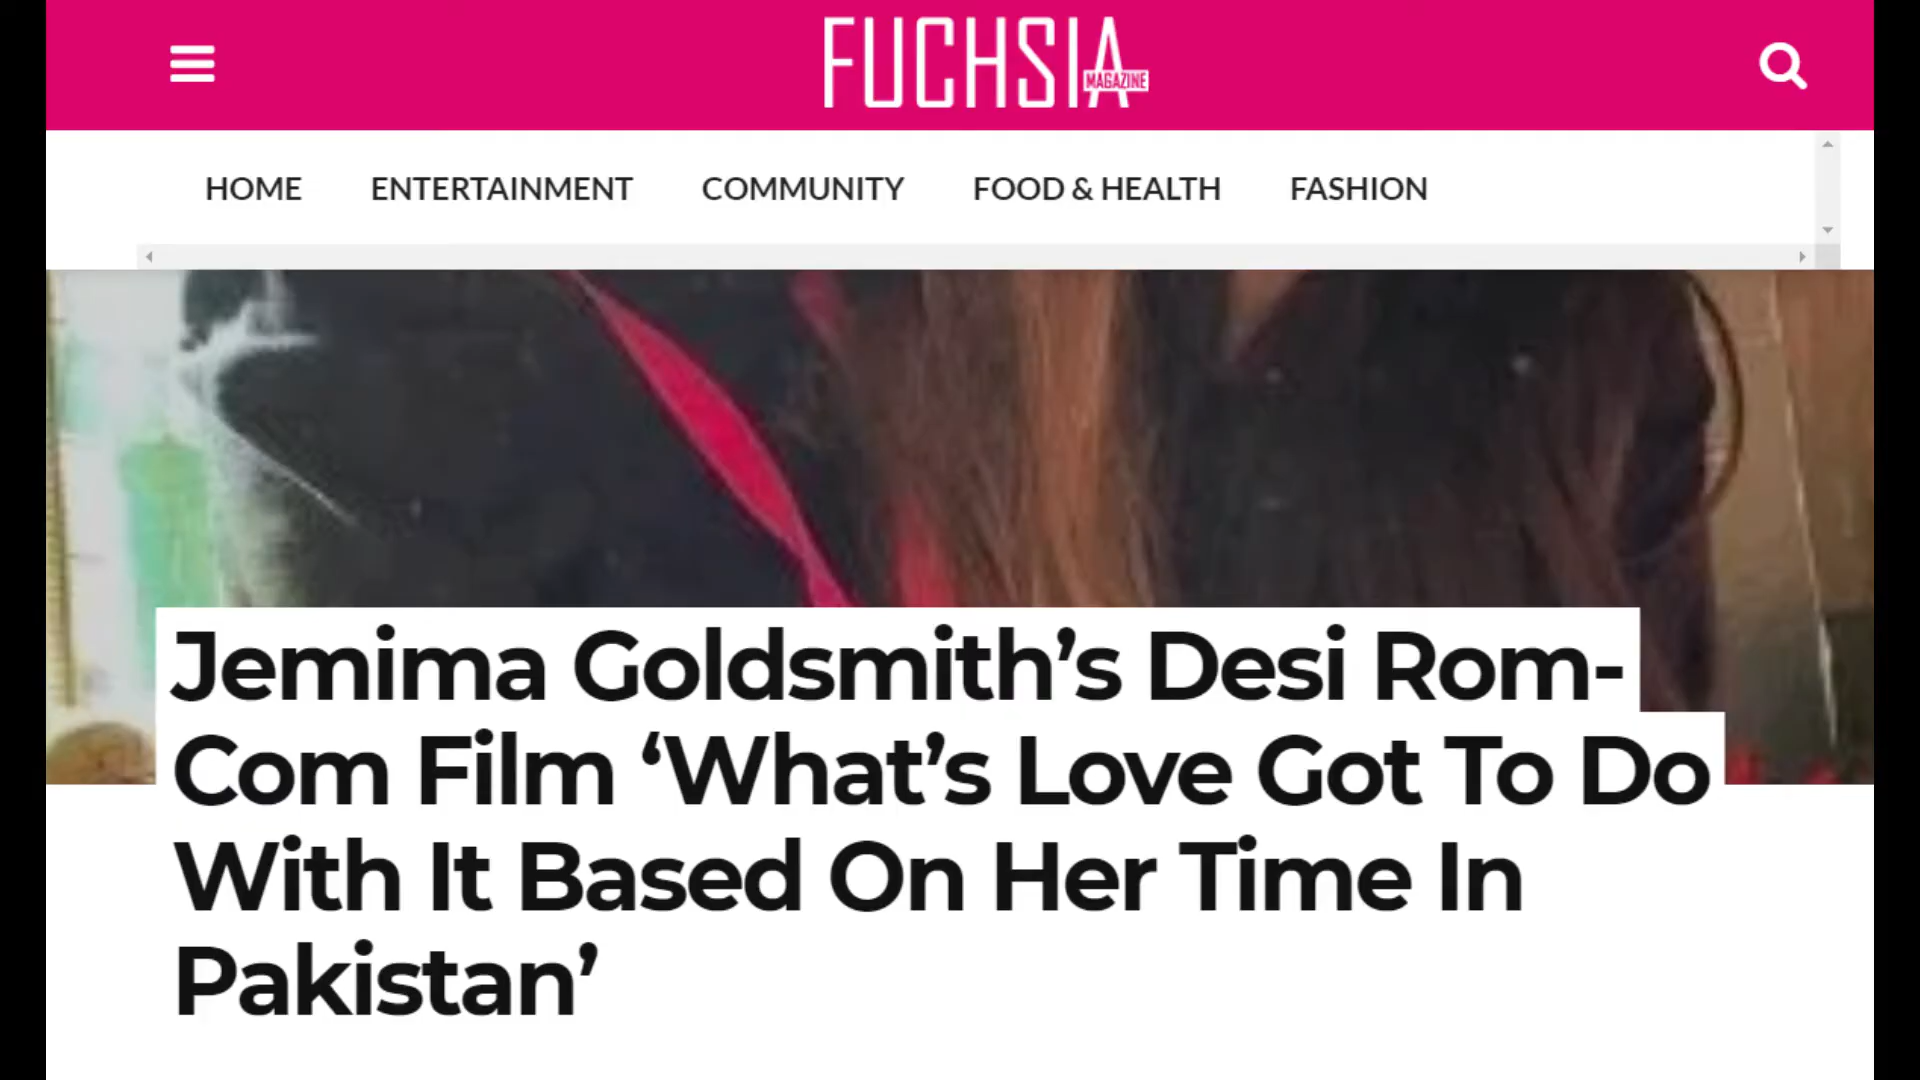 FUCHSIA
MAGAZINE
HOME ENTERTAINMENT COMMUNITY FOOD & HEALTH FASHION
Jemima Goldsmith’s Desi Rom-
Com Film ‘What’s Love Got To Do
With It Based On Her Time In
Pakistan’